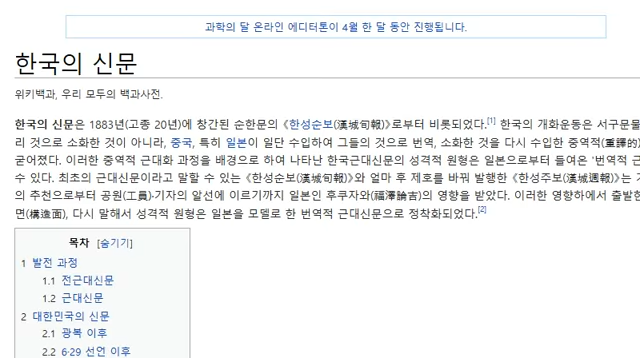 과학의 달 온라인 에디터톤이 4월 한 달 동안 진행됩니다.
한국의 신문
위키백과, 우리 모두의 백과사전.
한국의 신문은 1883년(고종 20년)에 창간된 순한문의 《한성순보(漢城旬報)》로부터 비롯되었다.[1] 한국의 개화운동은 서구문물
리 것으로 소화한 것이 아니라, 중국, 특히 일본이 일단 수입하여 그들의 것으로 번역, 소화한 것을 다시 수입한 중역적(重譯的)
굳어졌다. 이러한 중역적 근대화 과정을 배경으로 하여 나타난 한국근대신문의 성격적 원형은 일본으로부터 들여온 '번역적 근
수 있다. 최초의 근대신문이라고 말할 수 있는 《한성순보(漢城旬報)》와 얼마 후 제호를 바꿔 발행한 《한성주보(漢城週報)》는 기
의 추천으로부터 공원(工員)·기자의 알선에 이르기까지 일본인 후쿠자와(福澤論吉)의 영향을 받았다. 이러한 영향하에서 출발한
면(構造面), 다시 말해서 성격적 원형은 일본을 모델로 한 번역적 근대신문으로 정착화되었다.[2]
목차 [숨기기]
1 발전 과정
1.1 전근대신문
1.2 근대신문
2 대한민국의 신문
2.1 광복 이후
2.2 6·29 선언 이후